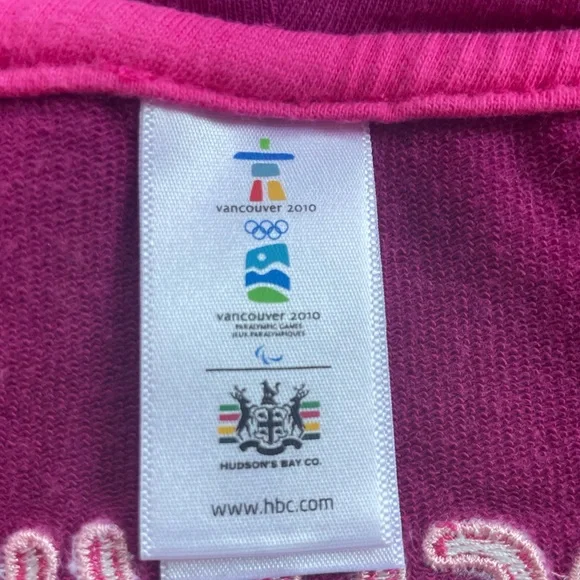 vancouver 2010
vancouver 2010
PARALYMPIC GAMES
JEUX PARALYMPIQUES
HUDSON'S BAY CO.
www.hbc.com